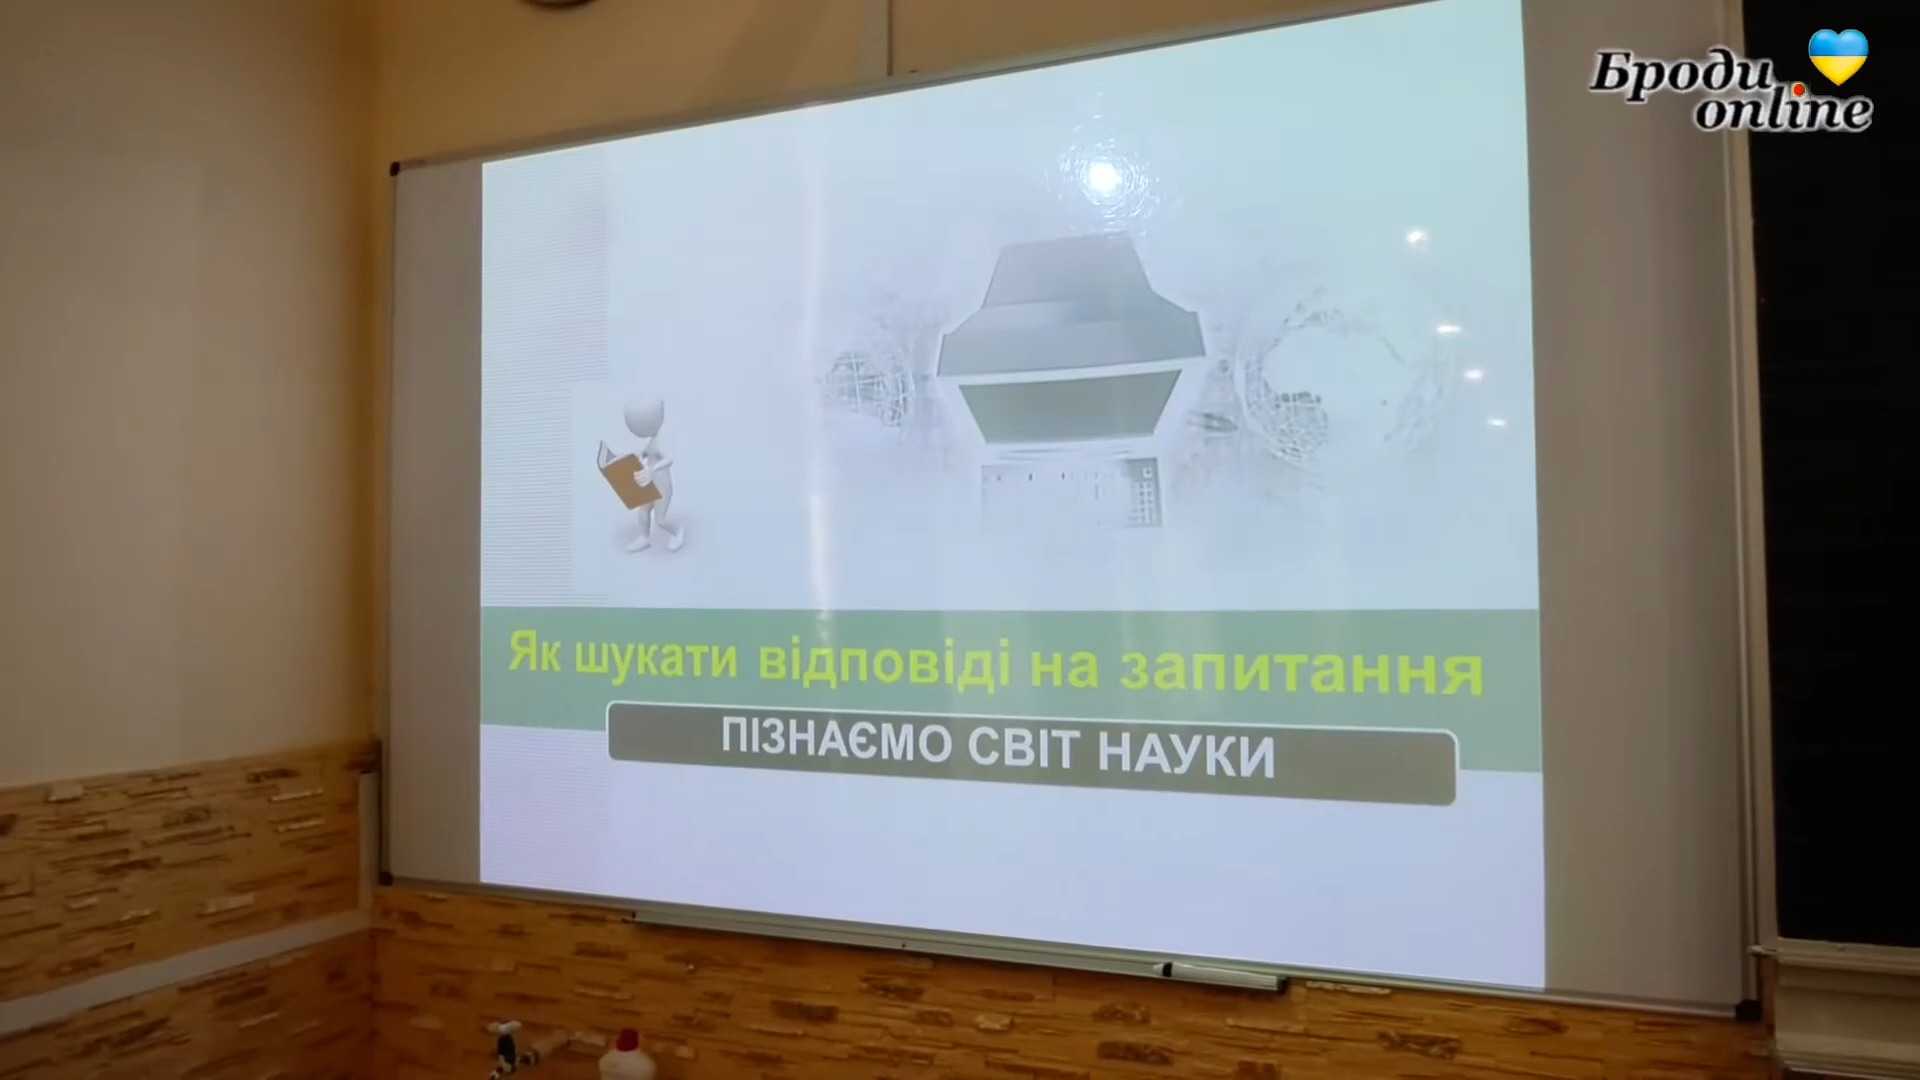 Броди
online
Як шукати відповіді на запитання
ПІЗНАЄМО СВІТ НАУКИ